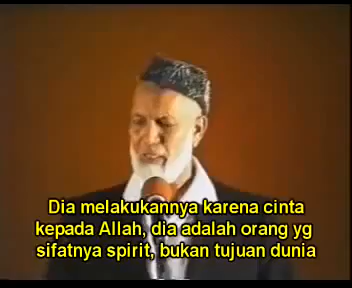 Dia melakukannya karena cinta
kepada Allah, dia adalah orang yg
sifatnya spirit, bukan tujuan dunia